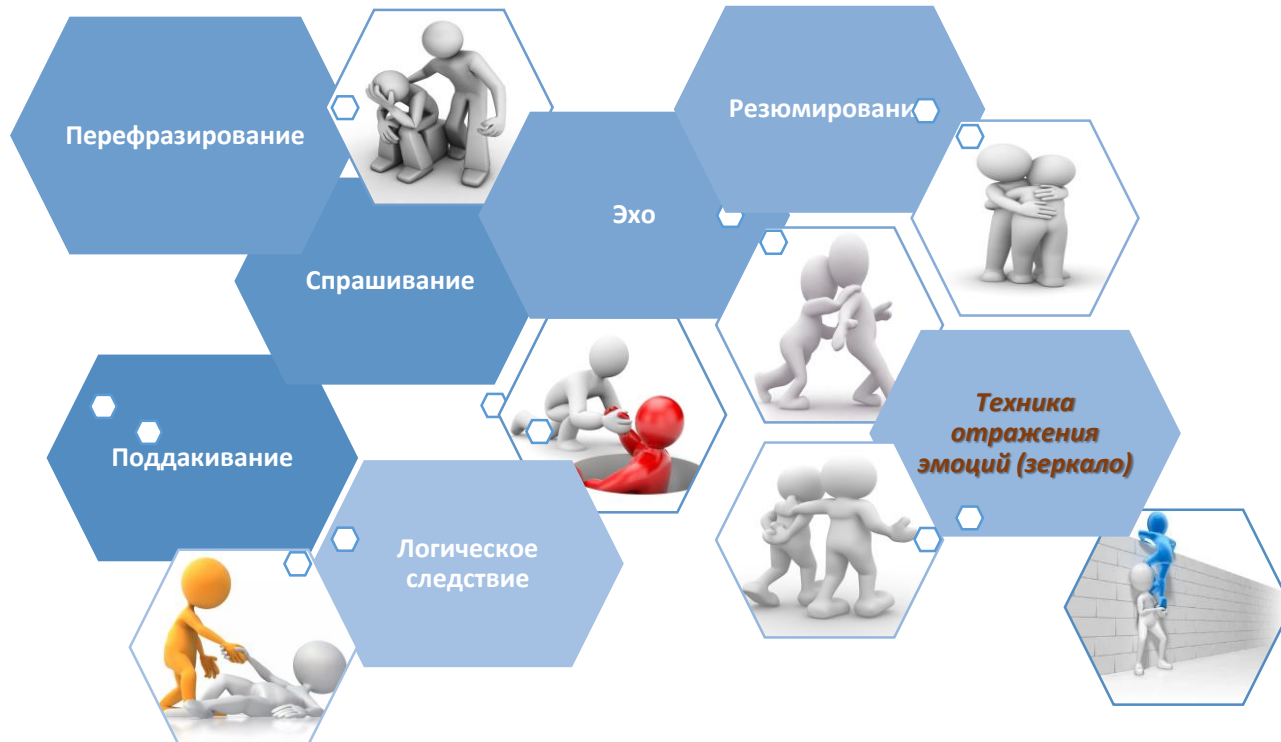 Перефразирование
Резюмировани
Эхо
Спрашивание
Техника
отражения
эмоций (зеркало)
Поддакивание
Логическое
следствие